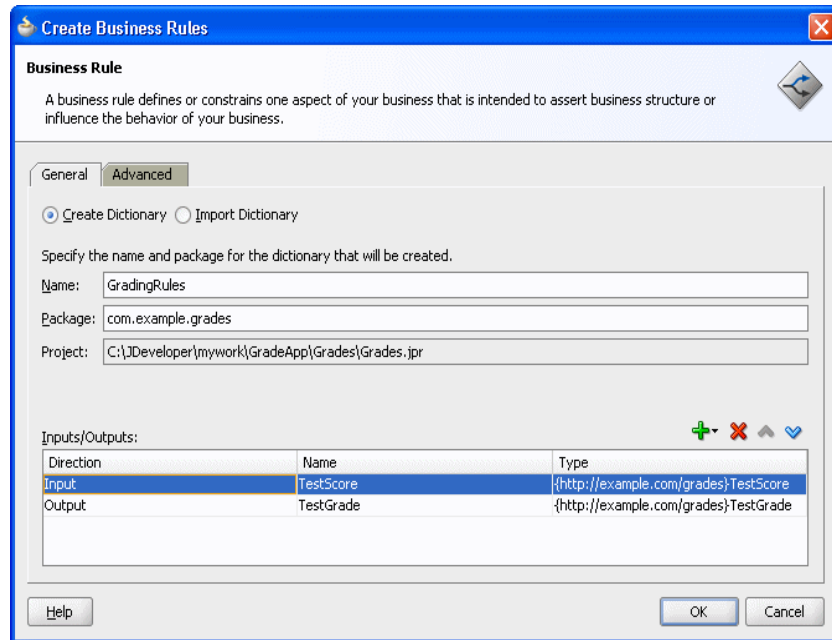 Create Business Rules
Business Rule
A business rule defines or constrains one aspect of your business that is intended to assert business structure or
influence the behavior of your business.
General Advanced
Create Dictionary Import Dictionary
Specify the name and package for the dictionary that will be created.
Name: GradingRules
Package: com.example.grades
Project: C:\JDeveloper\mywork\GradeApp\Grades\Grades.jpr
Inputs/Outputs:
Direction Name Type
Input TestScore {http://example.com/grades}TestScore
Output TestGrade {http://example.com/grades}TestGrade
Help OK Cancel